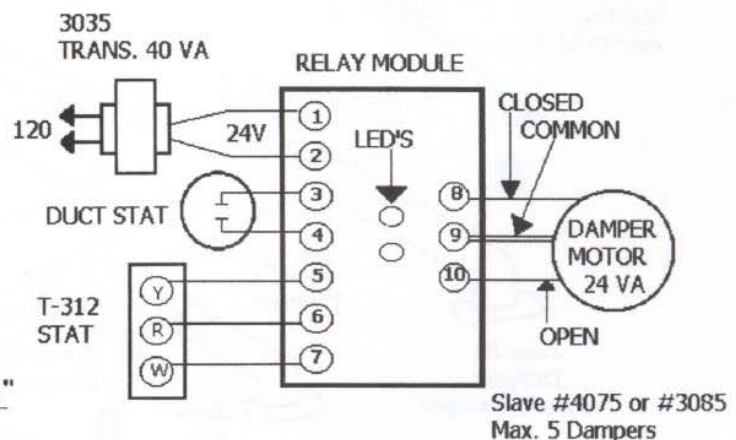 3035
TRANS. 40 VA
RELAY MODULE
120
24V
1
2
3
4
5
6
7
LED'S
8
9
10
CLOSED
COMMON
DUCT STAT
DAMPER
MOTOR
24 VA
OPEN
T-312
STAT
Y
R
W
"
Slave #4075 or #3085
Max. 5 Dampers